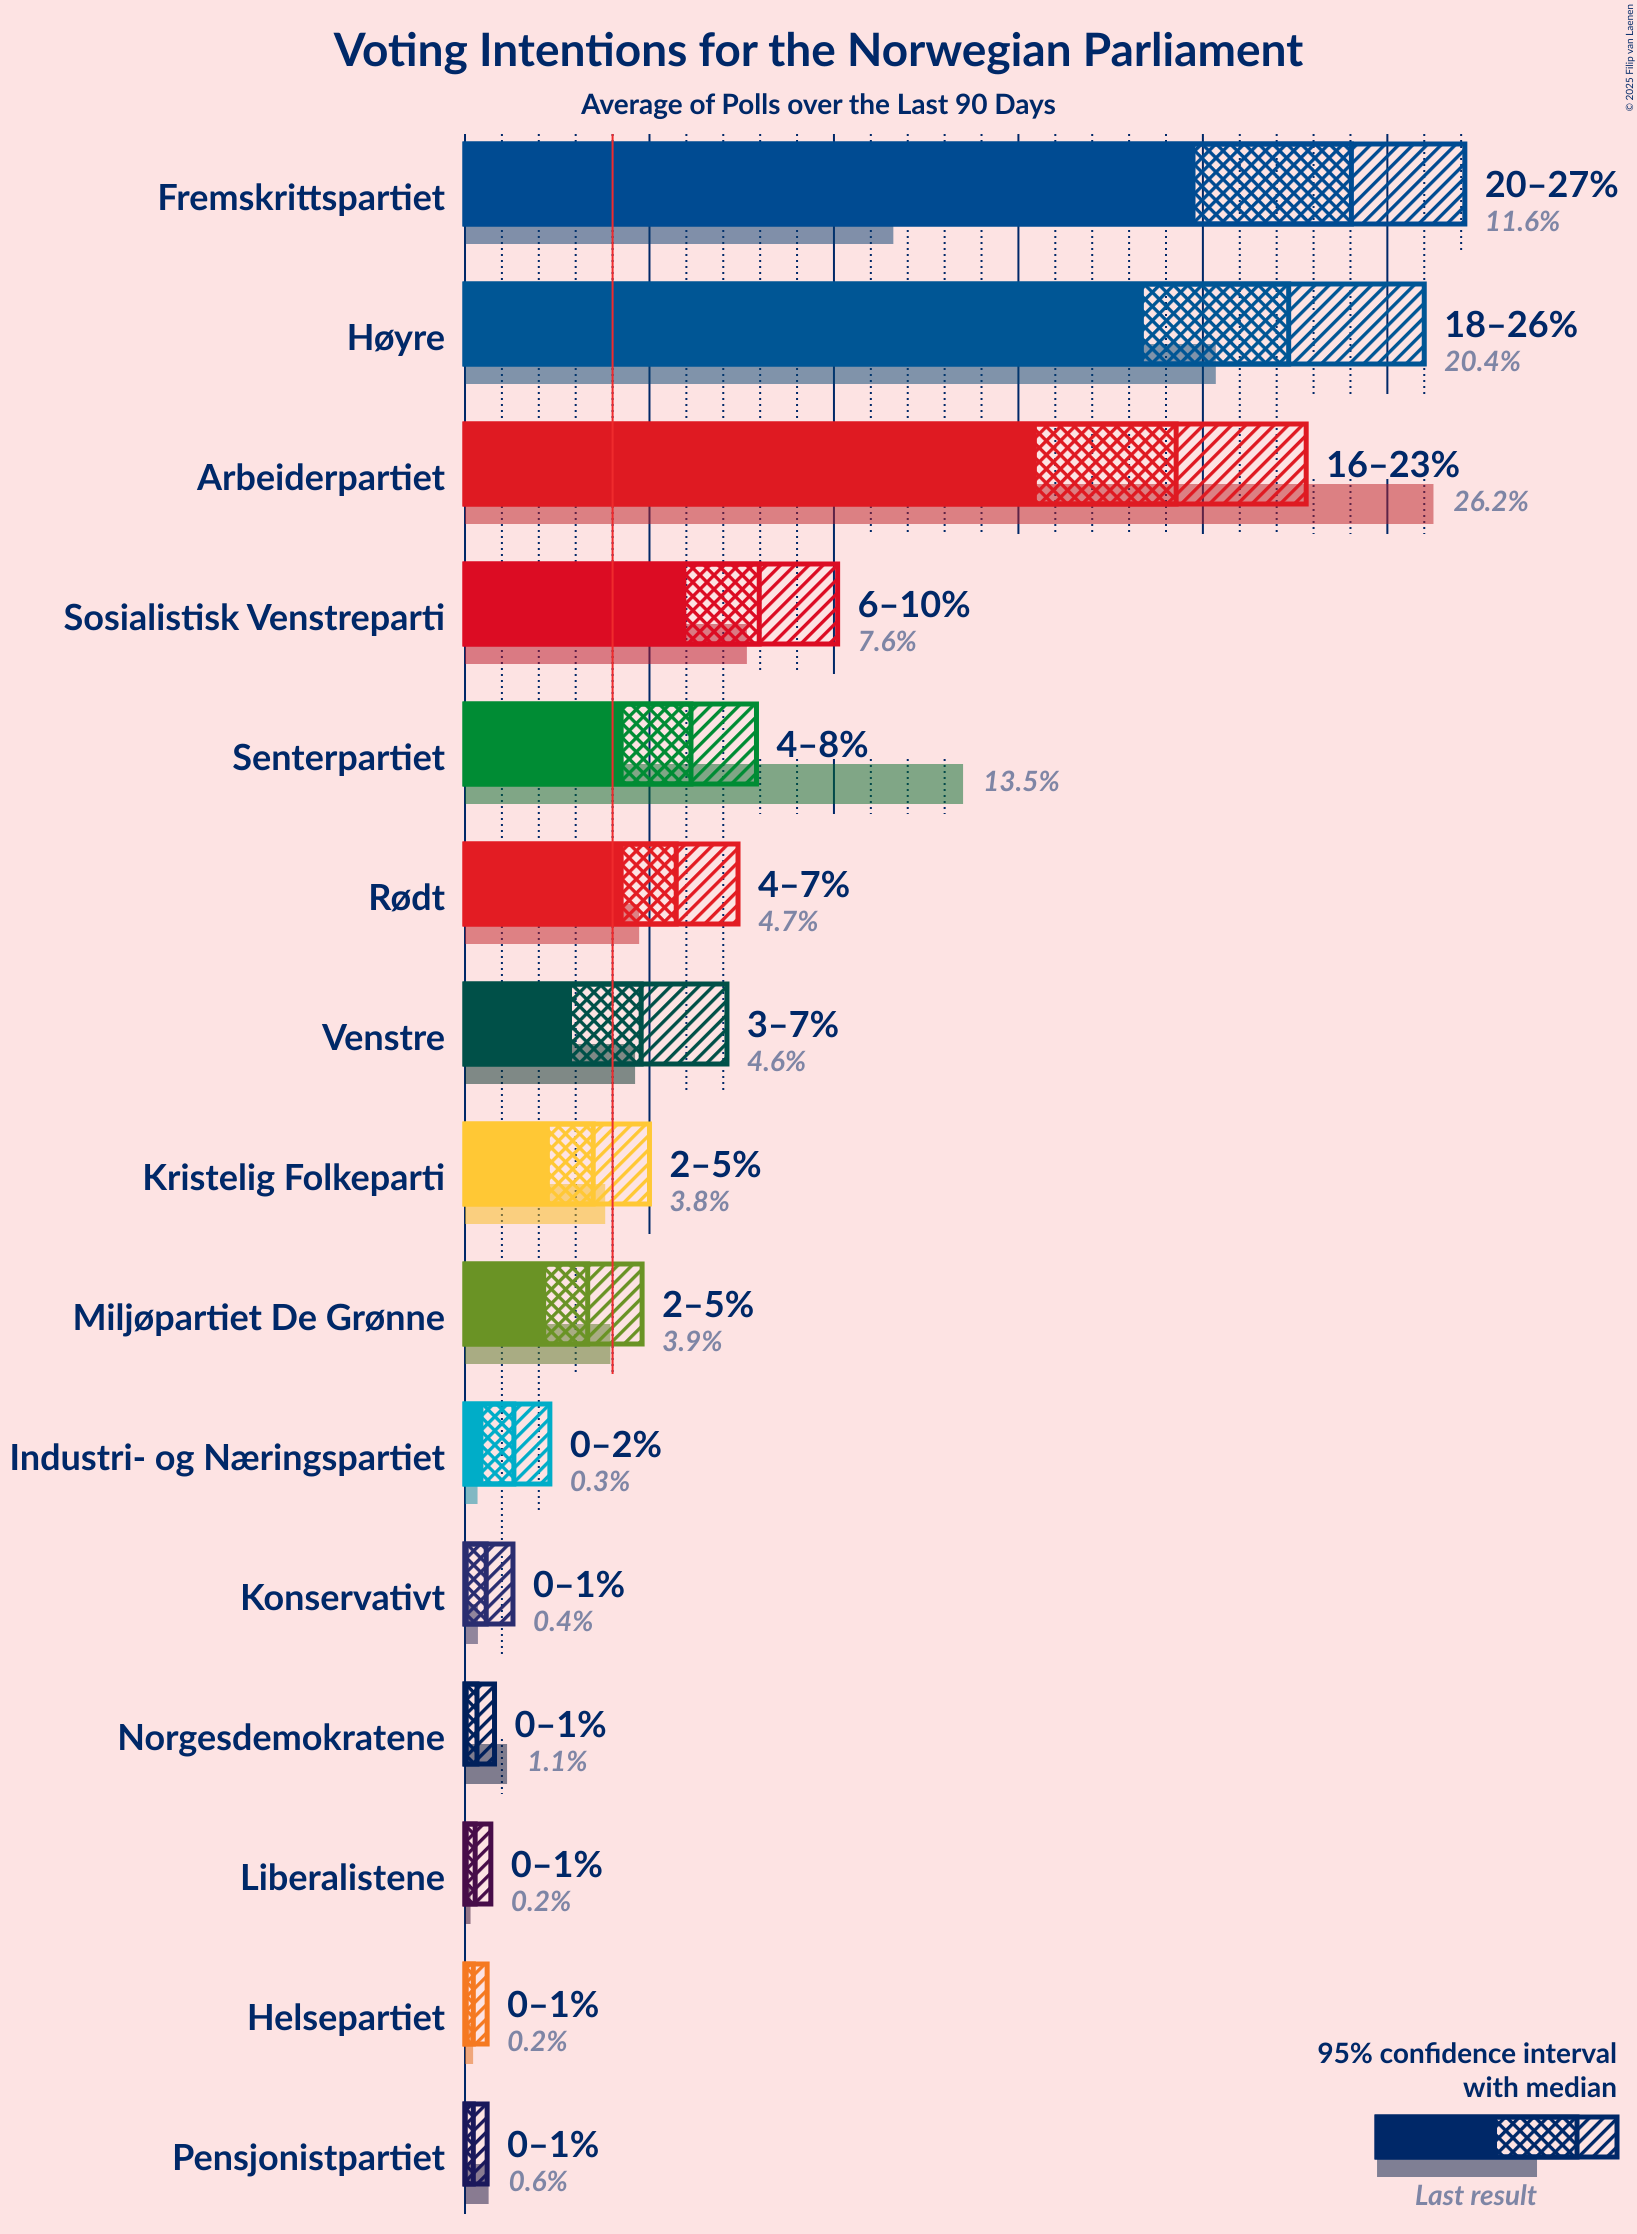 © 2025 Filip van Laenen
Voting Intentions for the Norwegian Parliament
Average of Polls over the Last 90 Days
Fremskrittspartiet
20–27%
11.6%
Høyre
18–26%
20.4%
Arbeiderpartiet
16–23%
26.2%
Sosialistisk Venstreparti
6–10%
7.6%
Senterpartiet
4–8%
13.5%
Rødt
4–7%
4.7%
Venstre
3–7%
4.6%
Kristelig Folkeparti
2–5%
3.8%
Miljøpartiet De Grønne
2–5%
3.9%
Industri- og Næringspartiet
0–2%
0.3%
Konservativt
0–1%
0.4%
Norgesdemokratene
0–1%
1.1%
Liberalistene
0–1%
0.2%
Helsepartiet
0–1%
0.2%
Pensjonistpartiet
0–1%
0.6%
95% confidence interval
with median
Last result